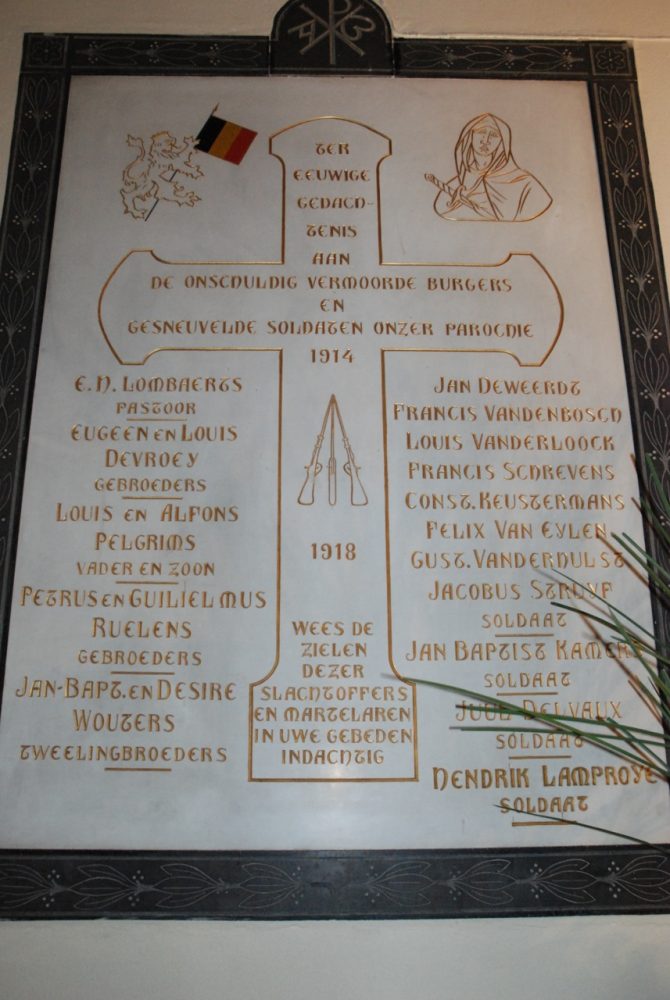 TER
EEUWIGE
GEDACH-
TENIS
AAN
DE ONSCHULDIG VERMOORDE BURGERS
EN
GESNEUVELDE SOLDATEN ONZER PAROCHIE
1914
1918
WEES DE
ZIELEN
DEZER
SLACHTOFFERS
EN MARTELAREN
IN UWE GEBEDEN
INDACHTIG
E.H. LOMBAERTS
PASTOOR
EUGEEN EN LOUIS
DEVROEY
GEBROEDERS
LOUIS EN ALFONS
PELGRIMS
VADER EN ZOON
PETRUS EN GUILIELMUS
RUELENS
GEBROEDERS
JAN-BAPT. EN DESIRE
WOUTERS
TWEELINGBROEDERS
JAN DEWEERDT
FRANCIS VANDENBOSCH
LOUIS VANDERLOOCK
FRANCIS SCHREVENS
CONST. KEUSTERMANS
FELIX VAN EYLEN
GUST. VANDERHULST
JACOBUS STRUYF
SOLDAAT
JAN BAPTIST KAMERS
SOLDAAT
JUUL DELVAUX
SOLDAAT
HENDRIK LAMPROYE
SOLDAAT